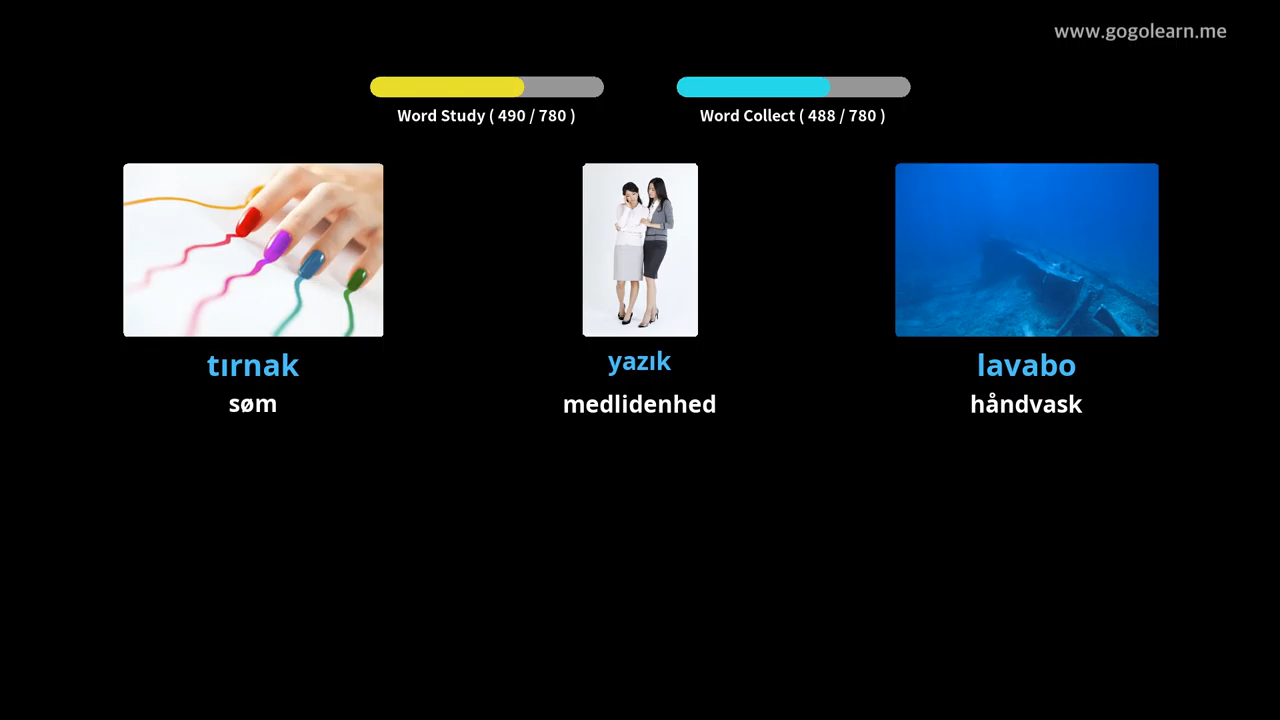 www.gogolearn.me
Word Study ( 490 / 780 )
Word Collect ( 488 / 780 )
tırnak
søm
yazık
medlidenhed
lavabo
håndvask